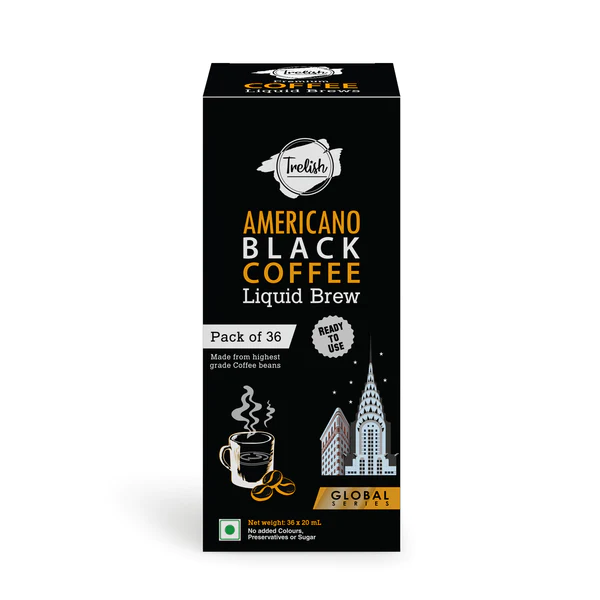 Trelish
Premium
COFFEE
Liquid Brews
Trelish
AMERICANO
BLACK
COFFEE
Liquid Brew
Pack of 36
READY
TO
USE
Made from highest
grade Coffee beans
GLOBAL
SERIES
Net weight: 36 x 20 mL
No added Colours,
Preservatives or Sugar